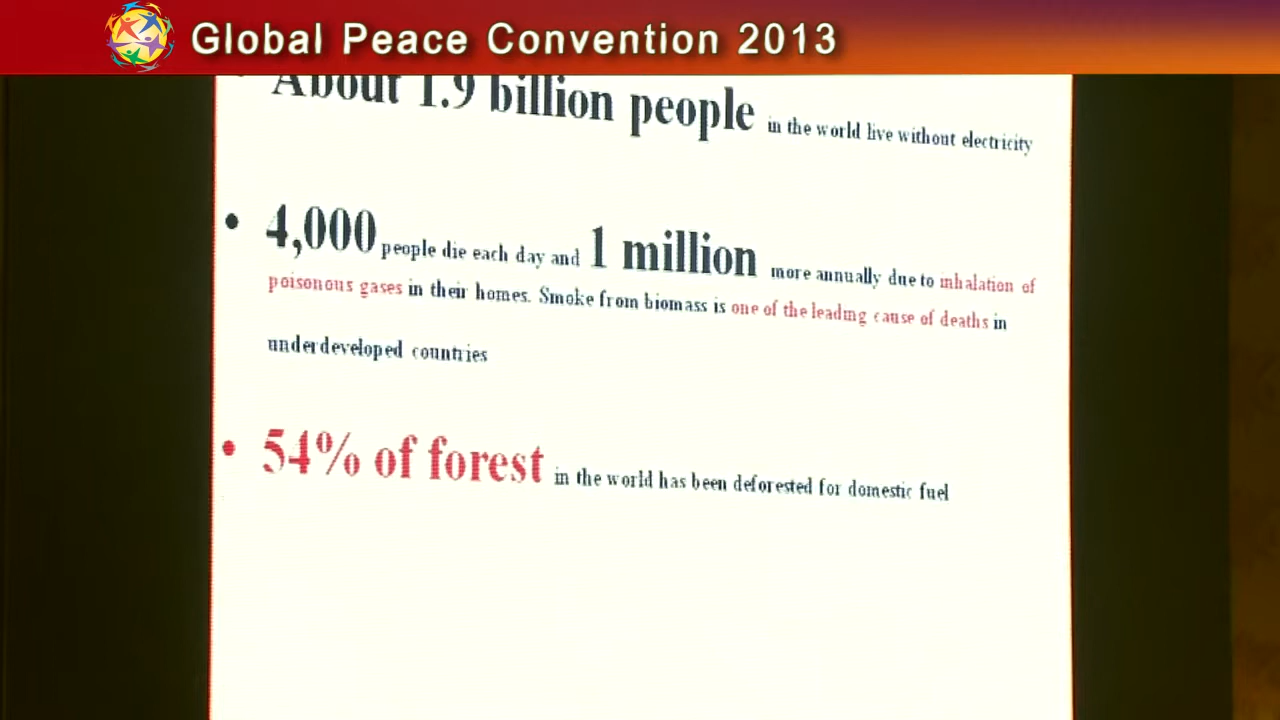 Global Peace Convention 2013
• About 1.9 billion people in the world live without electricity
• 4,000 people die each day and 1 million more annually due to inhalation of
poisonous gases in their homes. Smoke from biomass is one of the leading cause of deaths in
underdeveloped countries
• 54% of forest in the world has been deforested for domestic fuel